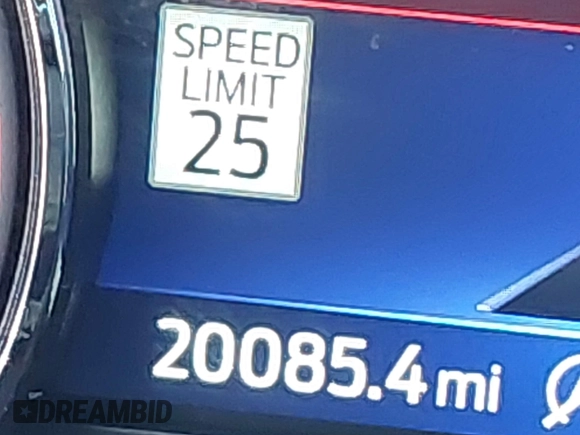 SPEED
LIMIT
25
20085.4 mi
DREAMBID